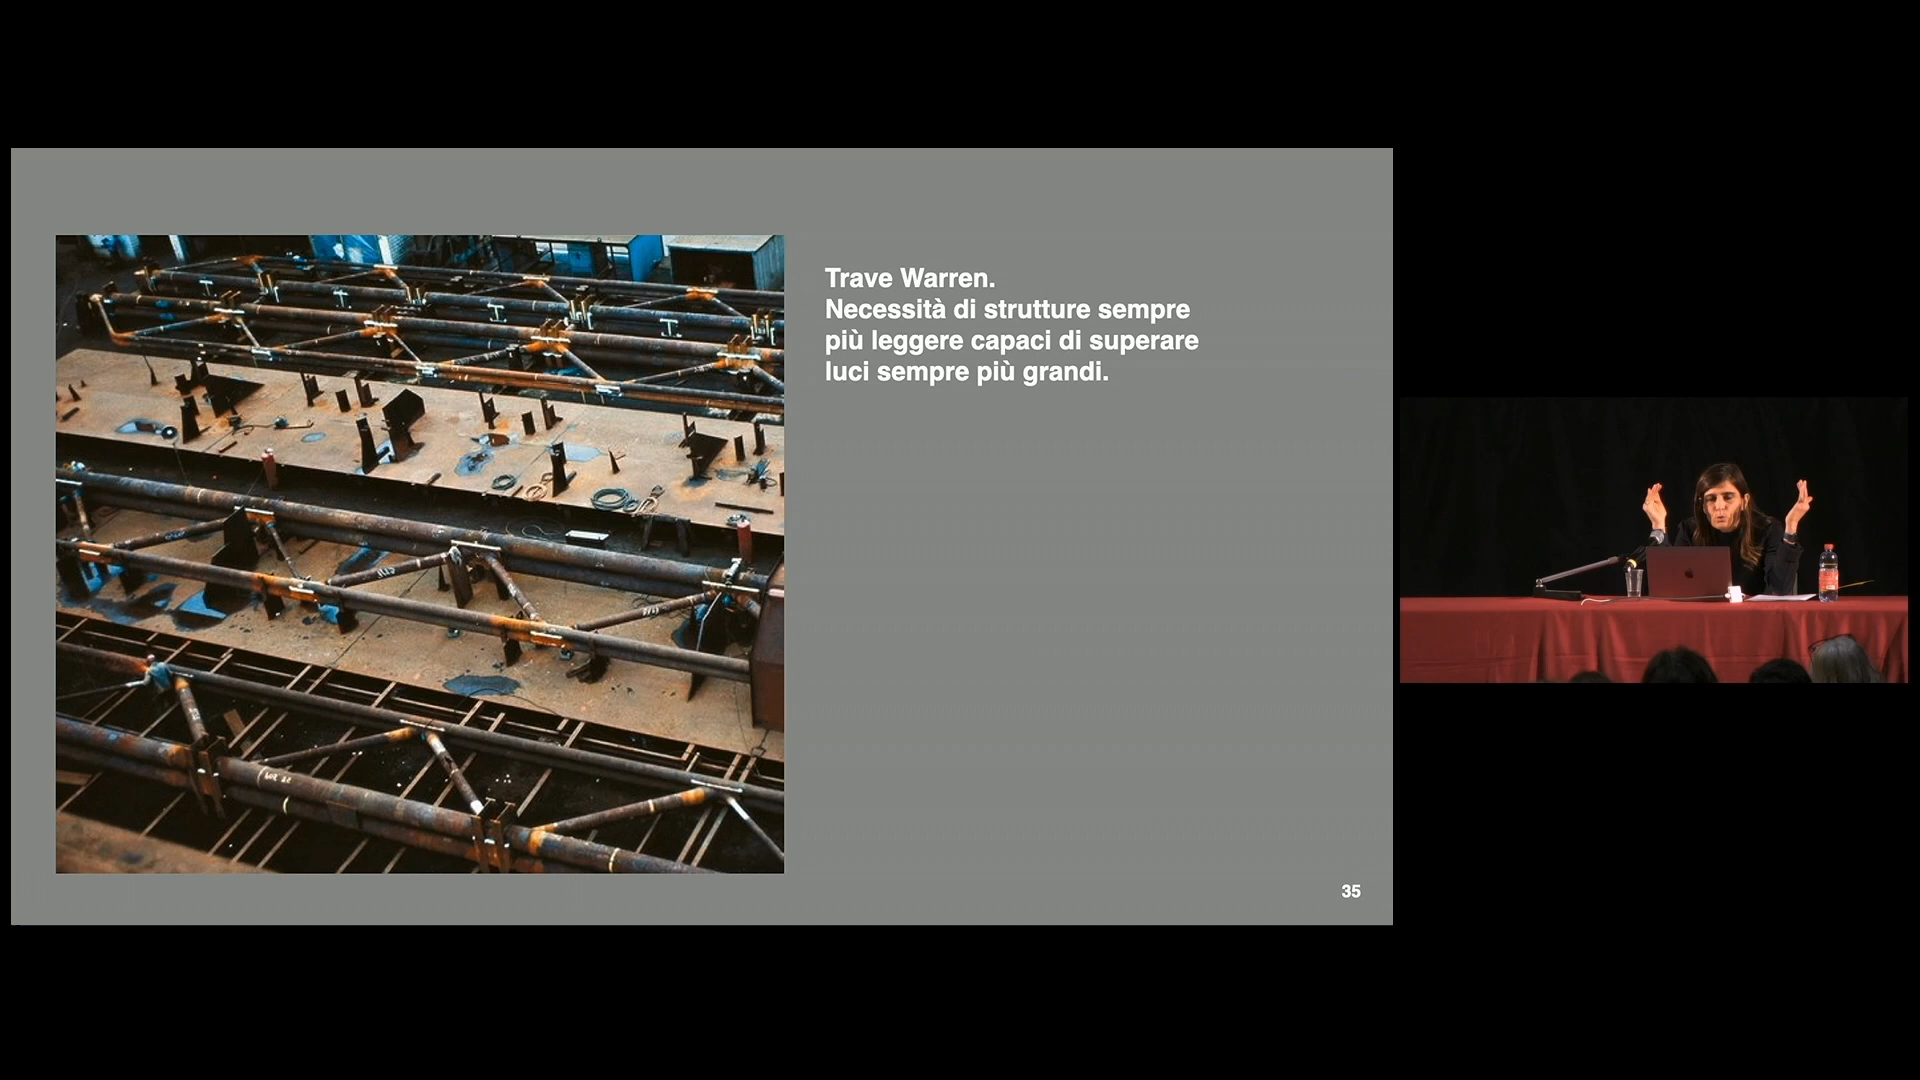 Trave Warren.
Necessità di strutture sempre
più leggere capaci di superare
luci sempre più grandi.
35